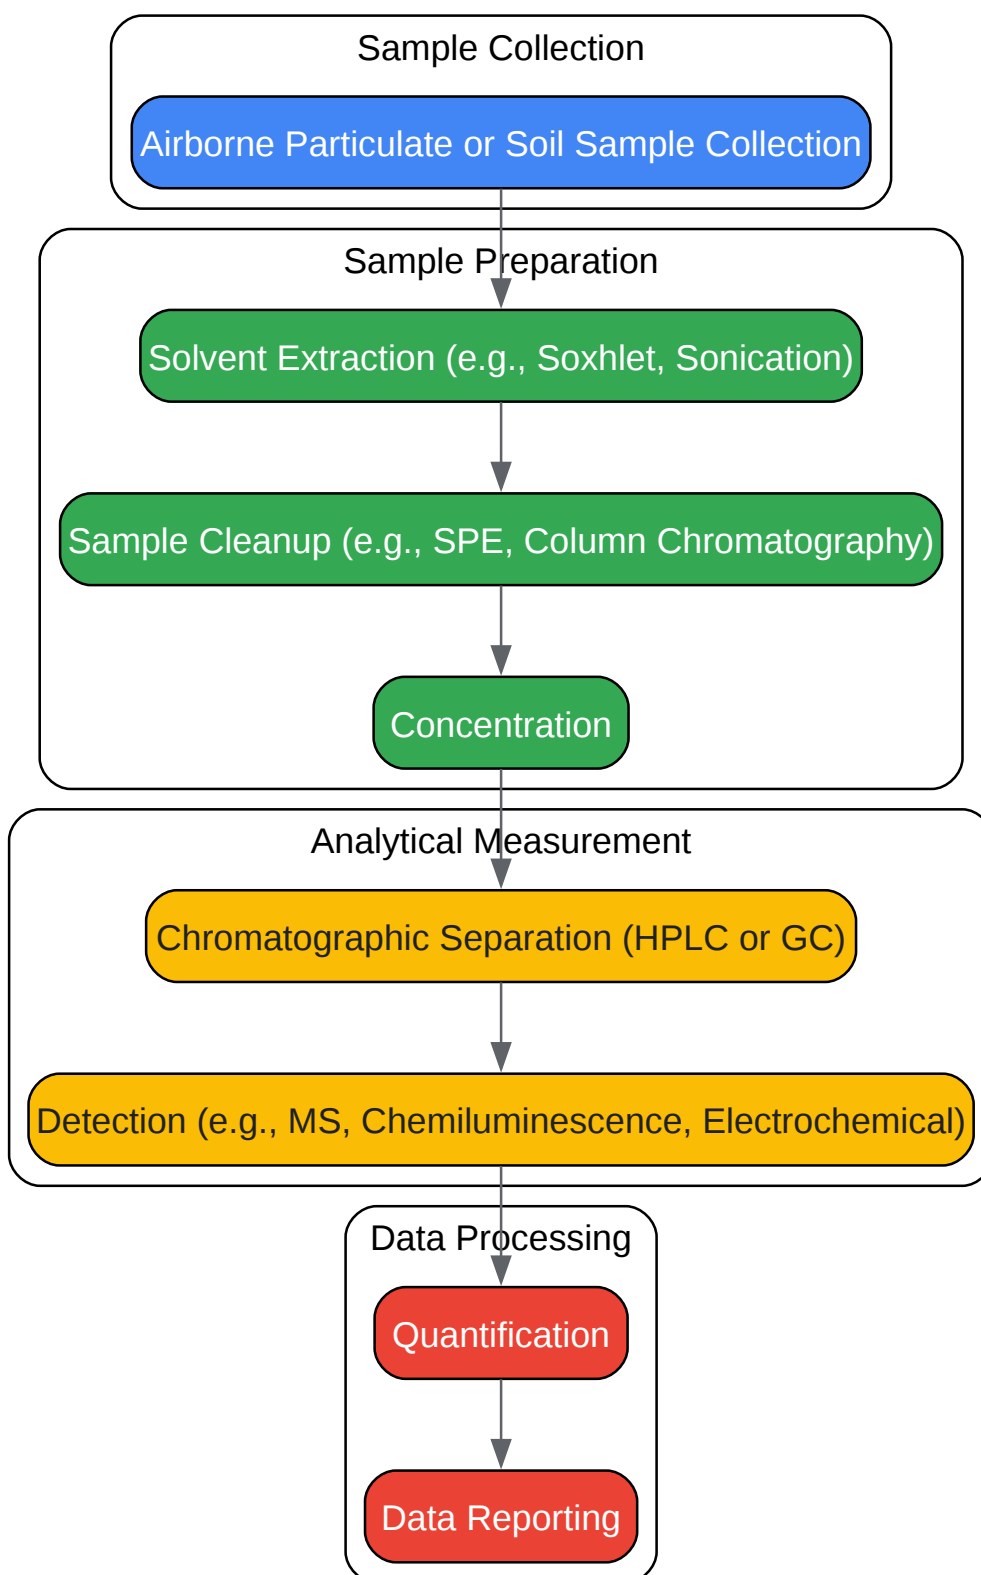 Sample Collection
Airborne Particulate or Soil Sample Collection
Sample Preparation
Solvent Extraction (e.g., Soxhlet, Sonication)
Sample Cleanup (e.g., SPE, Column Chromatography)
Concentration
Analytical Measurement
Chromatographic Separation (HPLC or GC)
Detection (e.g., MS, Chemiluminescence, Electrochemical)
Data Processing
Quantification
Data Reporting